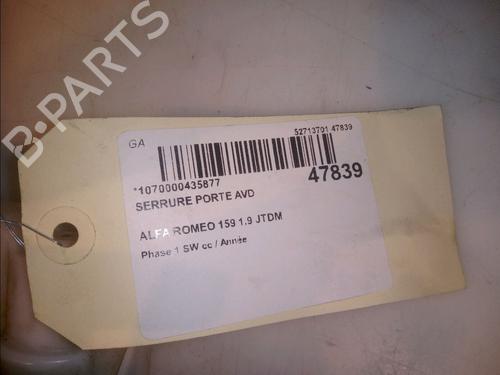 B-PARTS
GA
52713701 47839
*1070000435877
47839
SERRURE PORTE AVD
ALFA ROMEO 159 1.9 JTDM
Phase 1 SW cc / Année